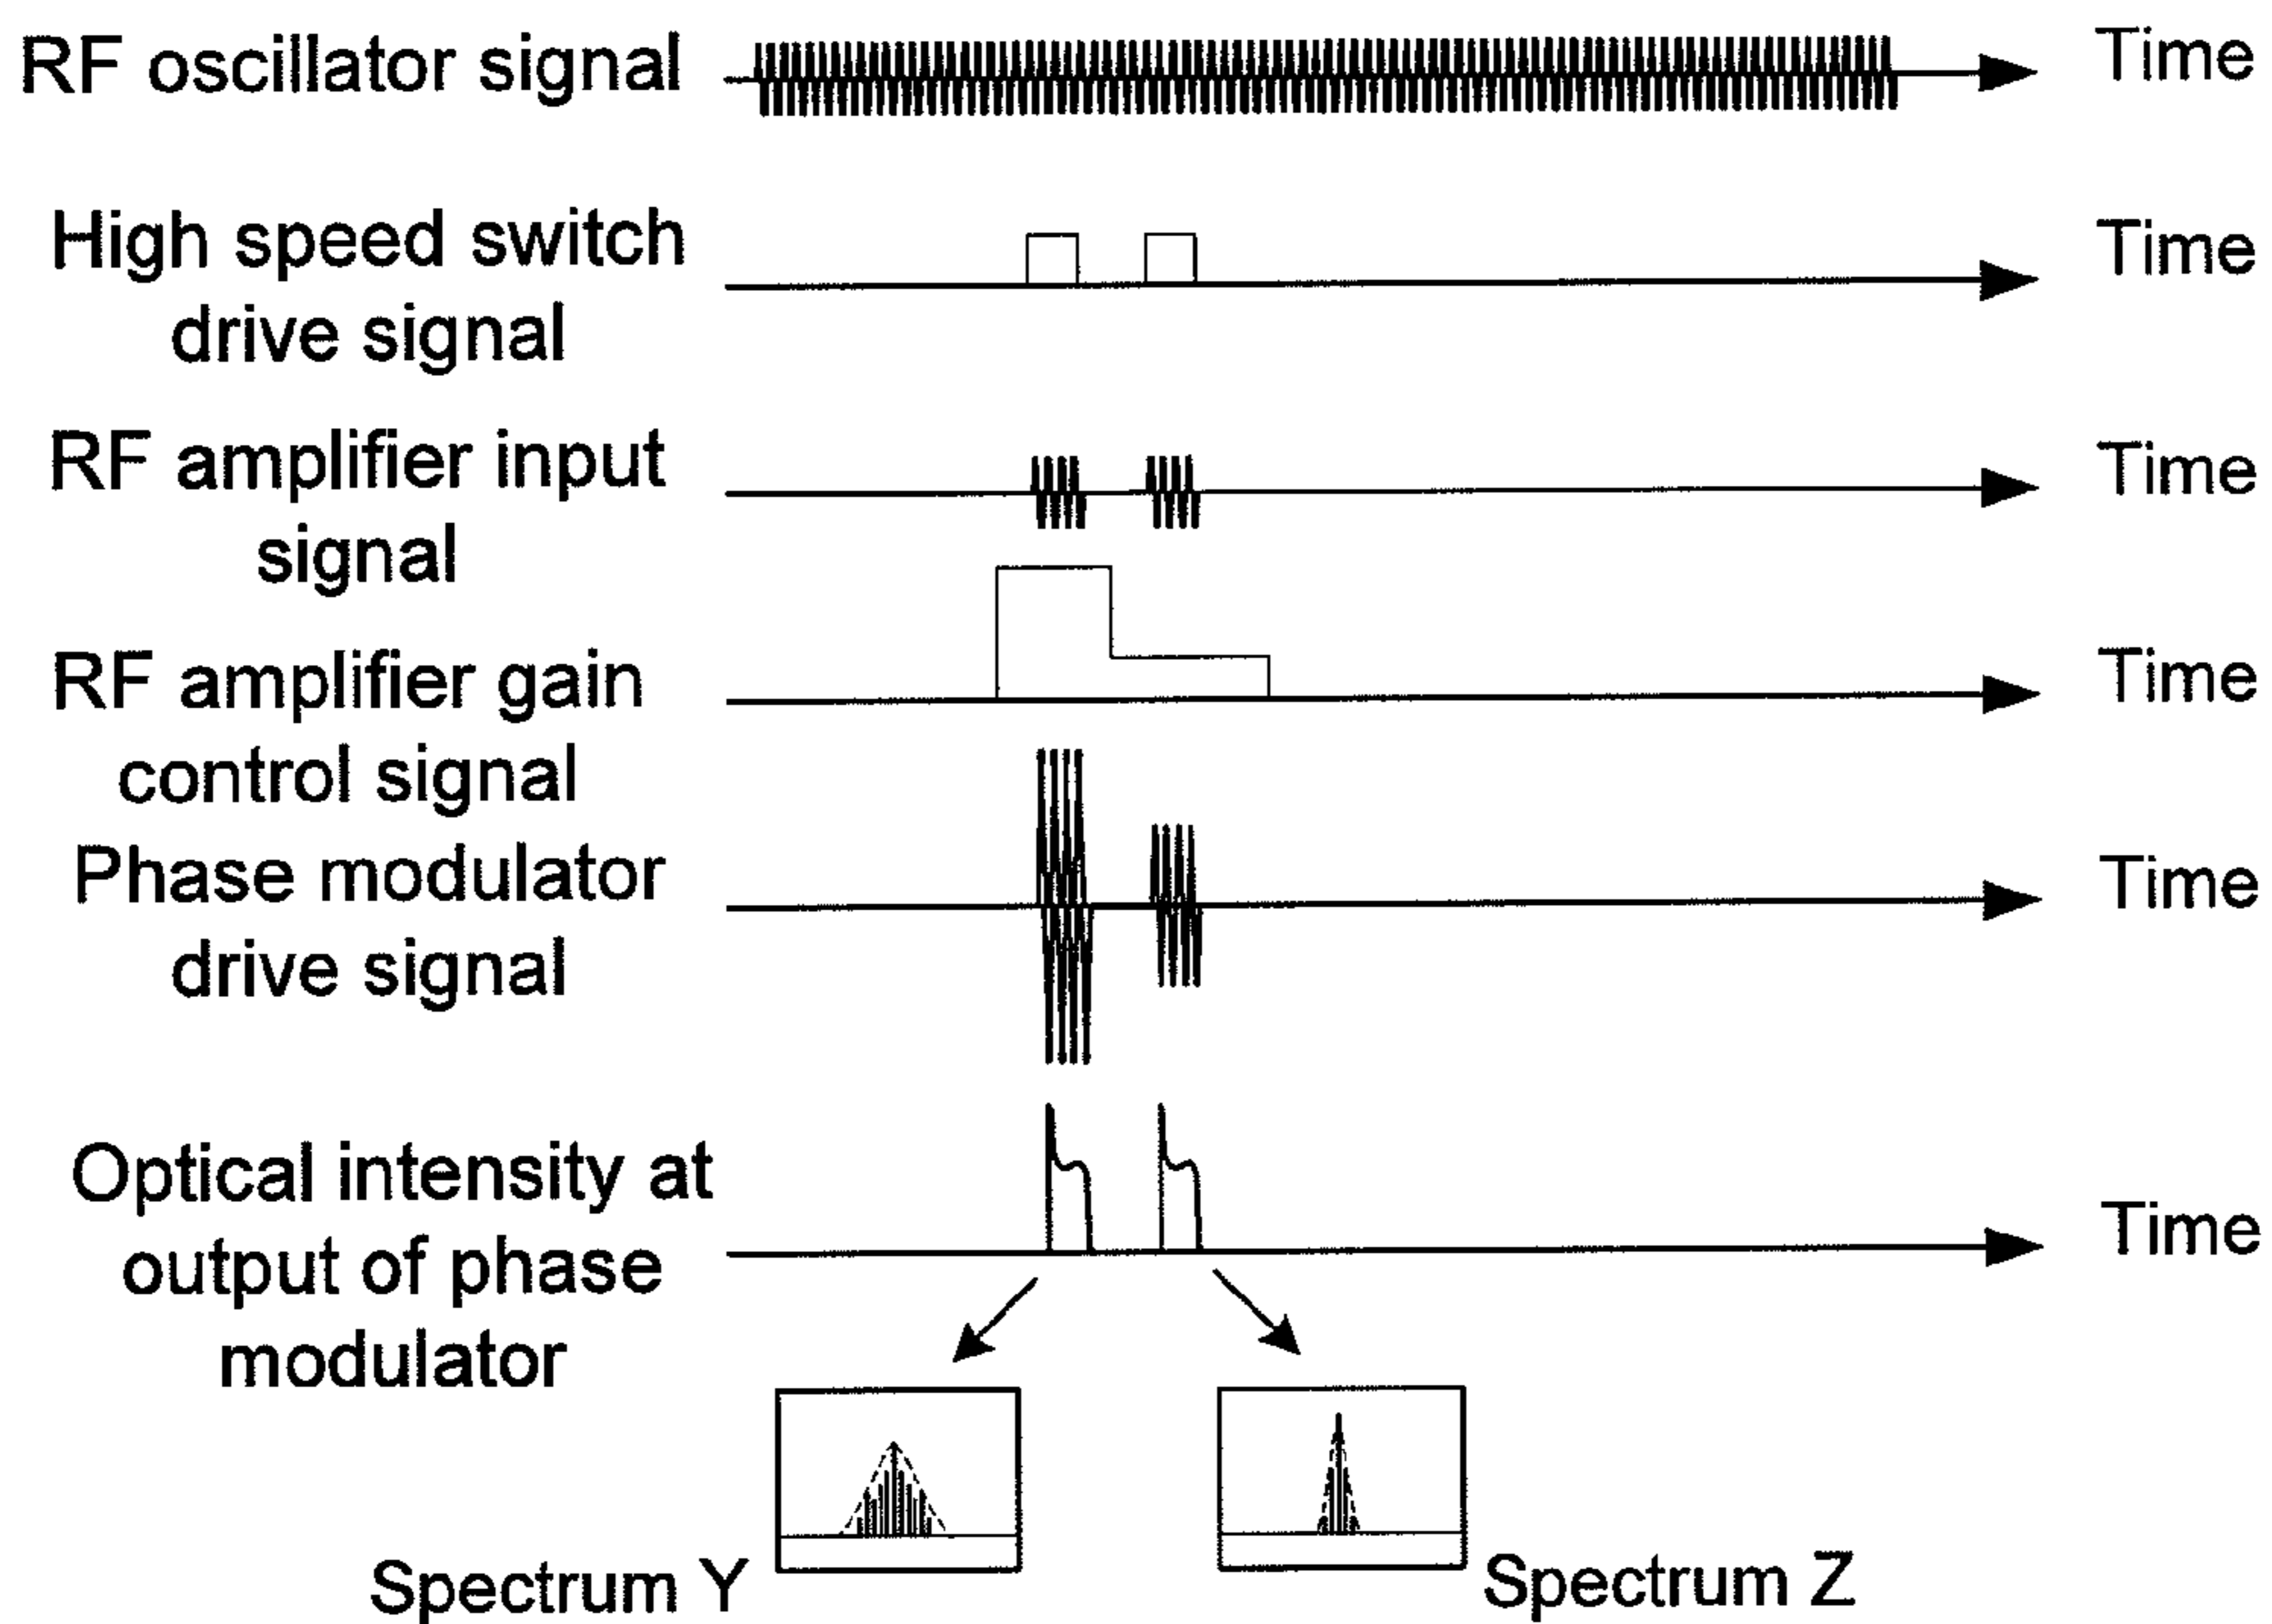 RF oscillator signal
Time
High speed switch
drive signal
Time
RF amplifier input
signal
Time
RF amplifier gain
control signal
Time
Phase modulator
drive signal
Time
Optical intensity at
output of phase
modulator
Time
Spectrum Y
Spectrum Z